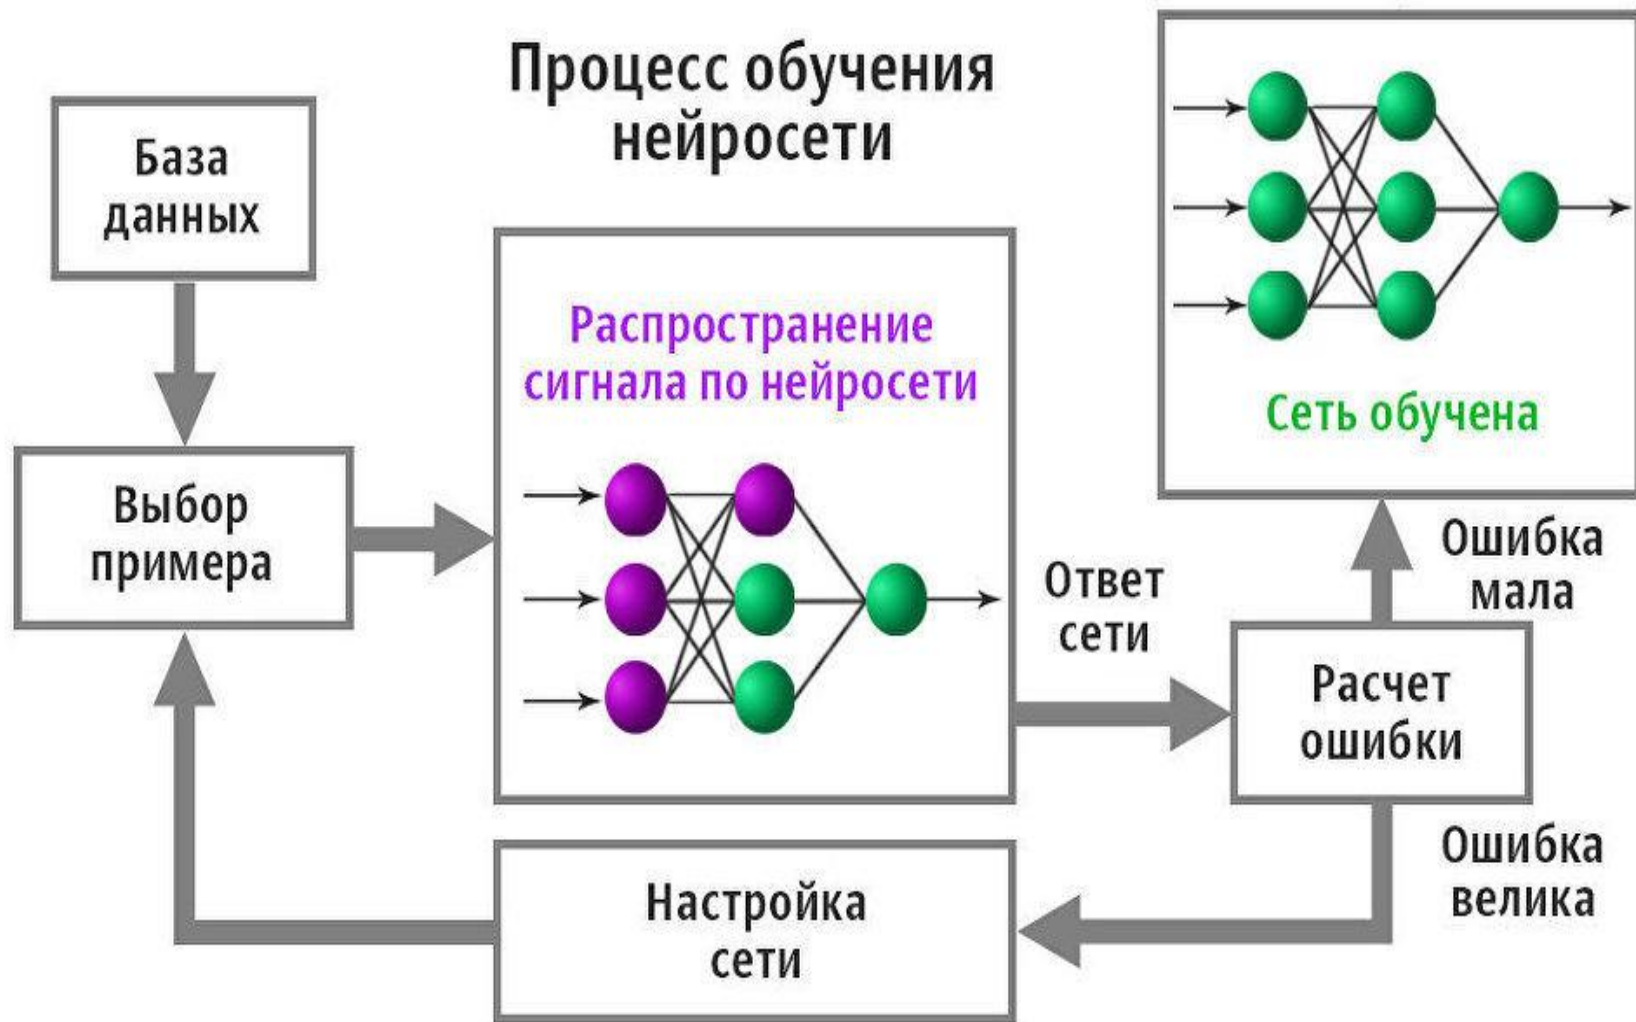 Процесс обучения
нейросети
База
данных
Выбор
примера
Распространение
сигнала по нейросети
Ответ
сети
Расчет
ошибки
Ошибка
мала
Сеть обучена
Ошибка
велика
Настройка
сети